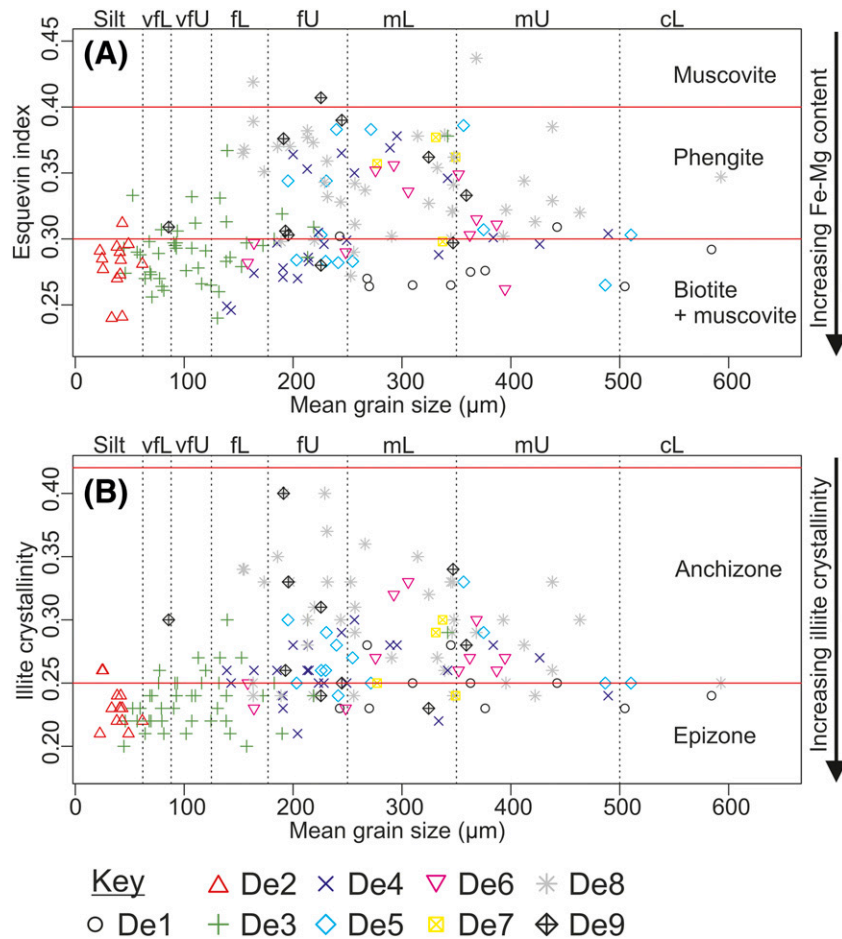 Silt vfL vfU fL fU mL mU cL
(A)
Esquevin index
0.40
0.35
0.30
0.25
0.45
Muscovite
Phengite
Biotite
+ muscovite
Increasing Fe-Mg content
0 100 200 300 400 500 600
Mean grain size (µm)
Silt vfL vfU fL fU mL mU cL
(B)
Illite crystallinity
0.40
0.35
0.30
0.25
0.20
Anchizone
Epizone
Increasing illite crystallinity
0 100 200 300 400 500 600
Mean grain size (µm)
Key De2 De4 De6 De8
De1 De3 De5 De7 De9